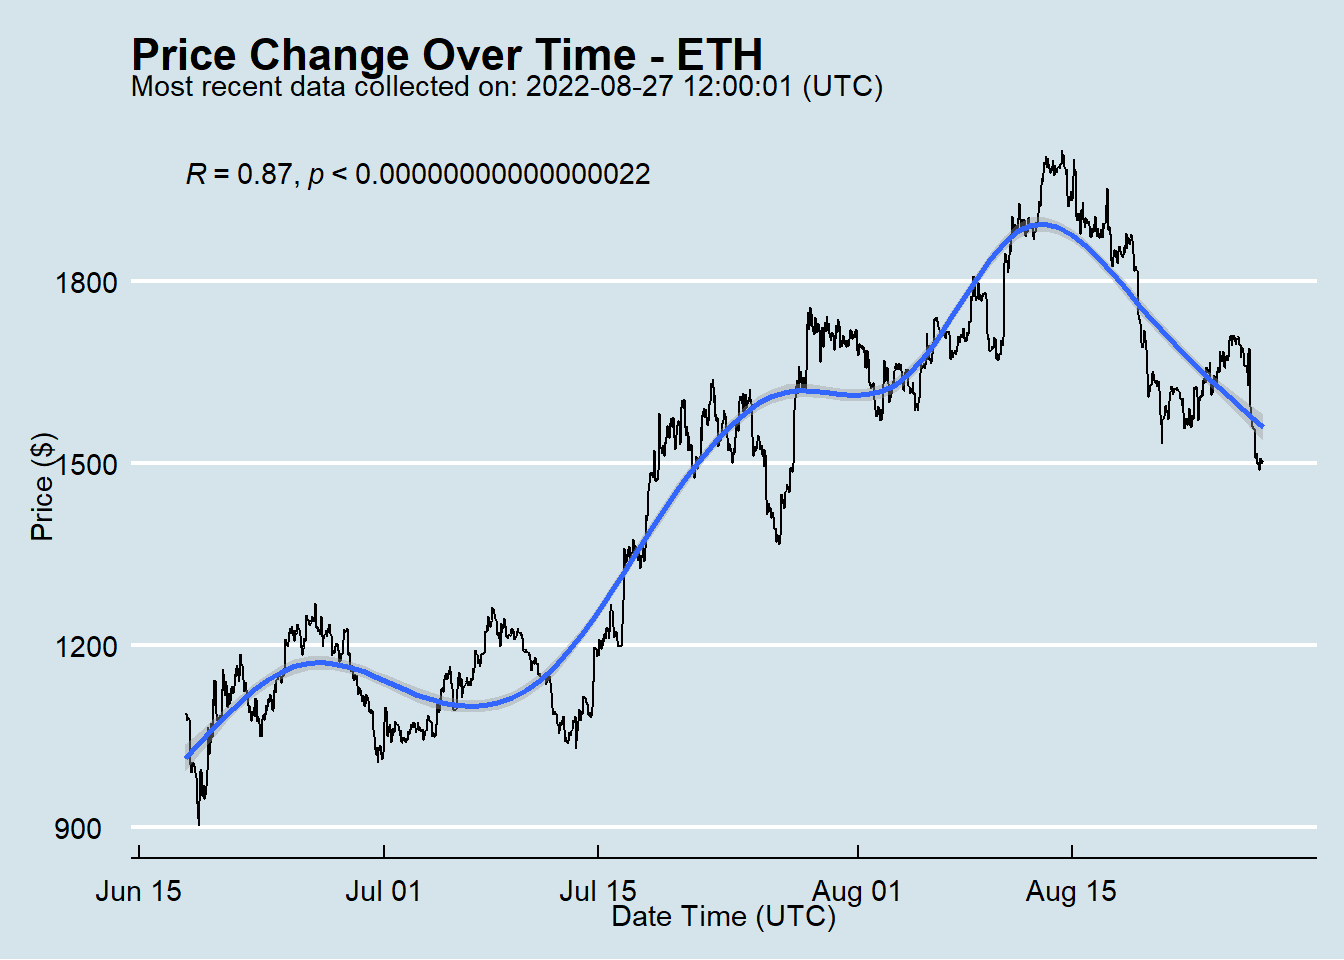 Price Change Over Time - ETH
Most recent data collected on: 2022-08-27 12:00:01 (UTC)
R = 0.87, p < 0.00000000000000022
Price ($)
1800
1500
1200
900
Jun 15 Jul 01 Jul 15 Aug 01 Aug 15
Date Time (UTC)